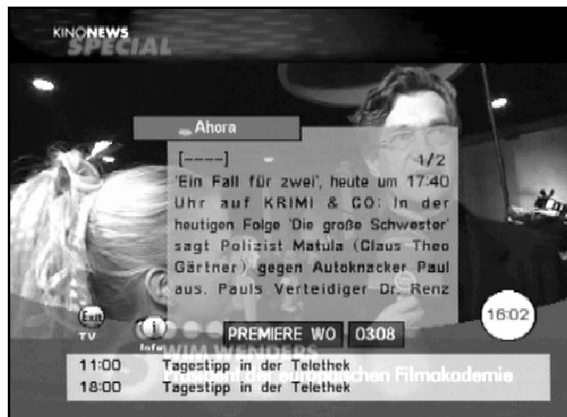 KINONEWS
SPECIAL
Ahora
[----] 1/2
'Ein Fall für zwei', heute um 17:40
Uhr auf KRIMI & CO: In der
heutigen Folge 'Die große Schwester'
sagt Polizist Matula (Claus Theo
Gärtner) gegen Autoknacker Paul
aus. Pauls Verteidiger Dr. Renz
16:02
Exit
TV
i
Info
PREMIERE WO 03:08
WIM WENDERS
Präsident der europäischen Filmakademie
11:00 Tagestipp in der Telethek
18:00 Tagestipp in der Telethek